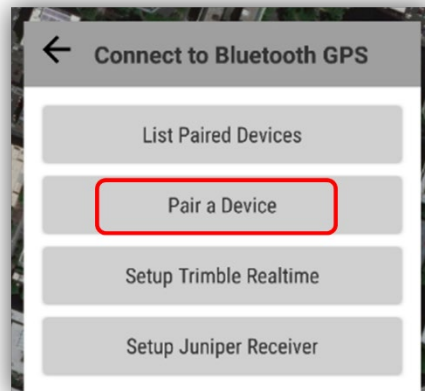 Connect to Bluetooth GPS
List Paired Devices
Pair a Device
Setup Trimble Realtime
Setup Juniper Receiver